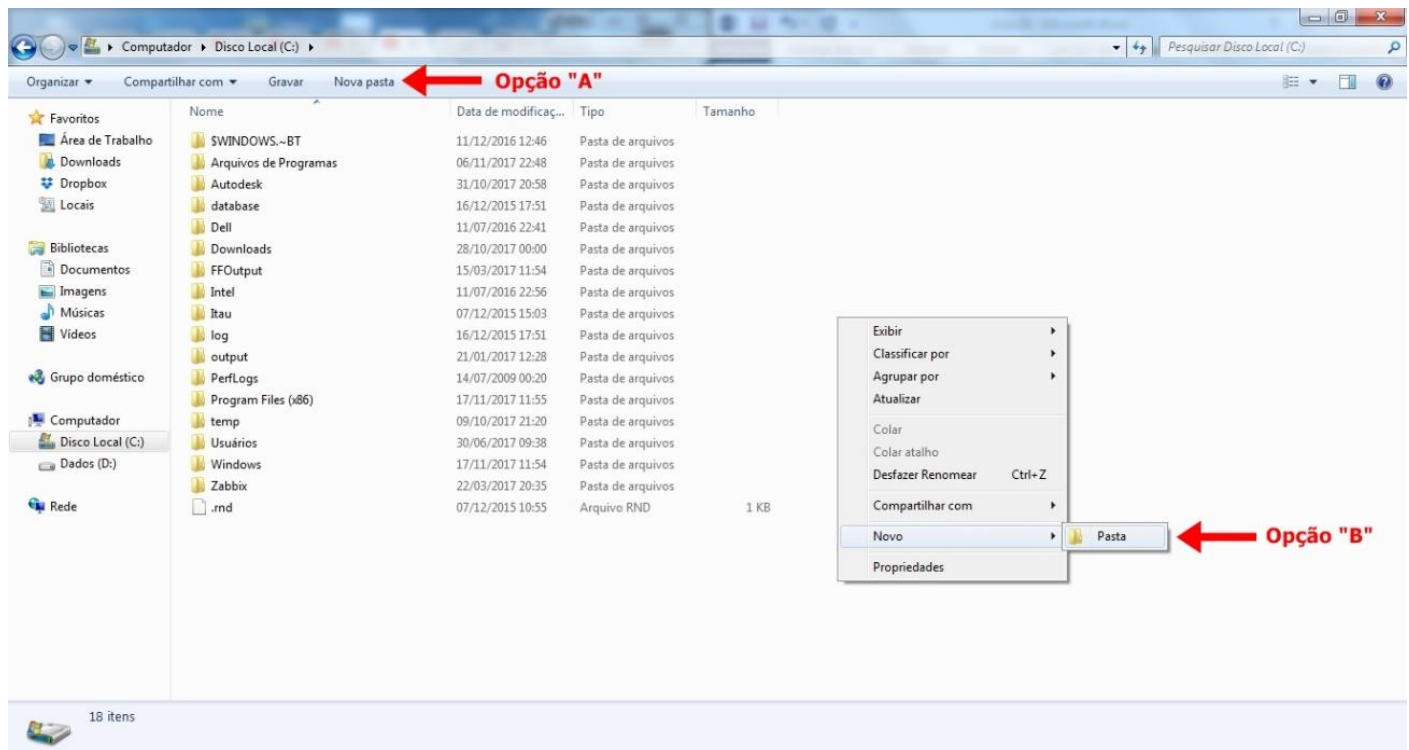 Computador ▸ Disco Local (C:) ▸ Pesquisar Disco Local (C:)
Organizar Compartilhar com Gravar Nova pasta Opção "A"
Nome Data de modificaç... Tipo Tamanho
Favoritos
Área de Trabalho
Downloads
Dropbox
Locais
Bibliotecas
Documentos
Imagens
Músicas
Vídeos
Grupo doméstico
Computador
Disco Local (C:)
Dados (D:)
Rede
$WINDOWS.~BT 11/12/2016 12:46 Pasta de arquivos
Arquivos de Programas 06/11/2017 22:48 Pasta de arquivos
Autodesk 31/10/2017 20:58 Pasta de arquivos
database 16/12/2015 17:51 Pasta de arquivos
Dell 11/07/2016 22:41 Pasta de arquivos
Downloads 28/10/2017 00:00 Pasta de arquivos
FFOutput 15/03/2017 11:54 Pasta de arquivos
Intel 11/07/2016 22:56 Pasta de arquivos
Itau 07/12/2015 15:03 Pasta de arquivos
log 16/12/2015 17:51 Pasta de arquivos
output 21/01/2017 12:28 Pasta de arquivos
PerfLogs 14/07/2009 00:20 Pasta de arquivos
Program Files (x86) 17/11/2017 11:55 Pasta de arquivos
temp 09/10/2017 21:20 Pasta de arquivos
Usuários 30/06/2017 09:38 Pasta de arquivos
Windows 17/11/2017 11:54 Pasta de arquivos
Zabbix 22/03/2017 20:35 Pasta de arquivos
.rnd 07/12/2015 10:55 Arquivo RND 1 KB
Exibir
Classificar por
Agrupar por
Atualizar
Colar
Colar atalho
Desfazer Renomear Ctrl+Z
Compartilhar com
Novo Pasta Opção "B"
Propriedades
18 itens